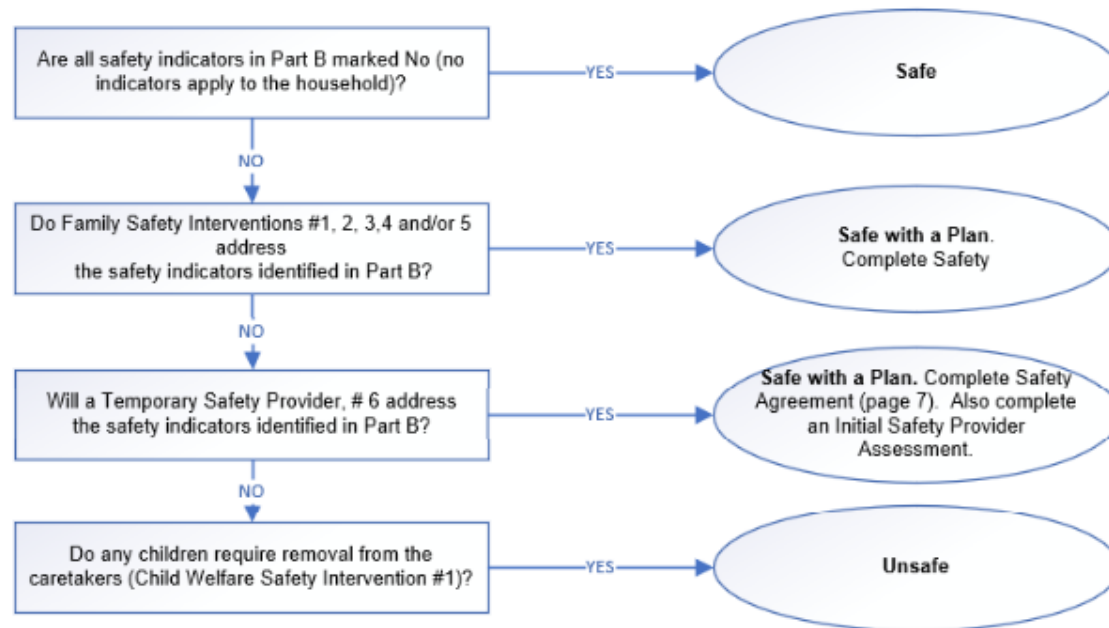 Are all safety indicators in Part B marked No (no
indicators apply to the household)?
YES
Safe
NO
Do Family Safety Interventions #1, 2, 3,4 and/or 5
address
the safety indicators identified in Part B?
YES
Safe with a Plan.
Complete Safety
NO
Will a Temporary Safety Provider, # 6 address
the safety indicators identified in Part B?
YES
Safe with a Plan. Complete Safety
Agreement (page 7). Also complete
an Initial Safety Provider
Assessment.
NO
Do any children require removal from the
caretakers (Child Welfare Safety Intervention #1)?
YES
Unsafe